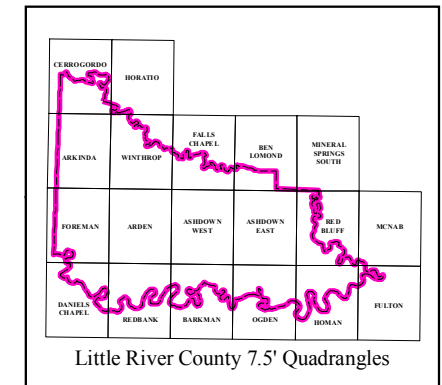 CERROGORDO
HORATIO
ARKINDA
WINTHROP
FALLS
CHAPEL
BEN
LOMOND
MINERAL
SPRINGS
SOUTH
FOREMAN
ARDEN
ASHDOWN
WEST
ASHDOWN
EAST
RED
BLUFF
MCNAB
DANIELS
CHAPEL
REDBANK
BARKMAN
OGDEN
HOMAN
FULTON
Little River County 7.5' Quadrangles